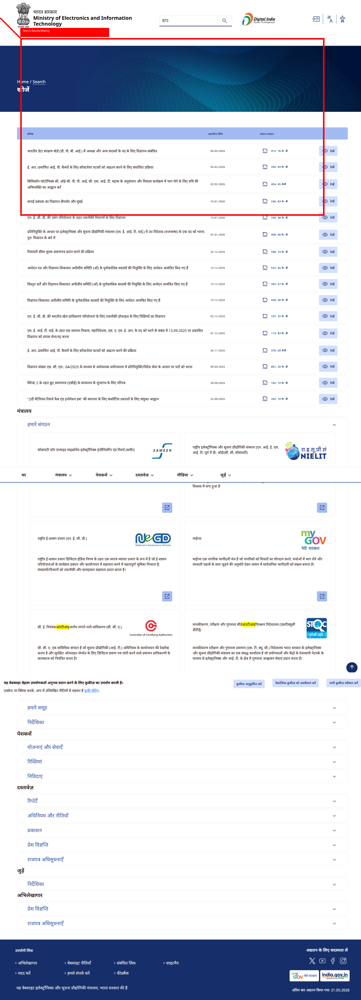 भारत सरकार
Ministry of Electronics and Information
Technology
सत्यमेव जयते
RTI
Digital India
Power To Empower
अ
A
Search Results Missing
Home / Search
खोजें
शीर्षक
प्रकाशित तिथि
प्रकार/आकार
भारतीय डेटा संरक्षण बोर्ड (डी. पी. बी. आई.) में अध्यक्ष और अन्य सदस्यों के पद के लिए विज्ञापन-संबंधित
06.05.2026
PDF
412. 76 के. बी
देखें
ई. आर.-प्रमाणित आई. पी. कैमरों के लिए सॉफ्टवेयर घटकों को अद्यतन करने के लिए संशोधित प्रक्रिया
03.02.2026
PDF
205. 69 के. बी
देखें
सिलिकॉन फोटोनिक्स सी. ओई-सी. पी. पी. आई. सी. एस. आई. टी. मद्रास के अनुसंधान और विकास कार्यक्रम में भाग लेने के लिए रुचि की
अभिव्यक्ति का आह्वान करें
02.02.2026
PDF
454. 45 केबी
देखें
सगाई प्रबंधक का विज्ञापन-बैंगलोर और मुंबई
16.01.2026
PDF
246. 83 के. बी
देखें
एन. ई. जी. डी. की उमंग परियोजना के तहत तकनीकी विवरणों के लिए विज्ञापन
15.01.2026
PDF
250. 48 के. बी
देखें
प्रतिनियुक्ति के आधार पर इलेक्ट्रानिक्स और सूचना प्रौद्योगिकी मंत्रालय (एम. ई. आई. टी. वाई.) में उप निदेशक (राजभाषा) के एक पद को भरना-
पुनः विज्ञापन के बारे में
07.01.2026
PDF
406. 68 के. बी
देखें
रियायती सीमा शुल्क प्रमाणपत्र प्रदान करने की प्रक्रिया
22.12.2025
PDF
580. 74 के. बी
देखें
आवेदन पत्र और विज्ञापन-शिकायत अपीलीय समिति (ओं) के पूर्णकालिक सदस्यों की नियुक्ति के लिए आवेदन आमंत्रित किए गए हैं
13.12.2025
PDF
522. 65 के. बी
देखें
विस्तृत शर्तें और विज्ञापन-शिकायत अपीलीय समिति (ओं) के पूर्णकालिक सदस्यों की नियुक्ति के लिए आवेदन आमंत्रित किए गए हैं
13.12.2025
PDF
392. 57 के. बी
देखें
विज्ञापन-शिकायत अपीलीय समिति के पूर्णकालिक सदस्यों की नियुक्ति के लिए आवेदन आमंत्रित किए गए हैं
13.12.2025
PDF
430. 40 के. बी
देखें
एन. ई. जी. डी. की भारतीय खेल प्राधिकरण परियोजना के लिए तकनीकी प्रोफाइल के लिए रिक्तियों का विज्ञापन
03.12.2025
PDF
237. 32 के. बी
देखें
एम. ई. आई. टी. वाई. के तहत एक स्वायत्त निकाय, महानिदेशक, एस. ए. एम. ई. आर. के पद को भरने के संबंध में 13.09.2025 पर प्रकाशित
विज्ञापन को वापस लेना/रद्द करना
01.12.2025
PDF
113. 84 के. बी
देखें
ई. आर.-प्रमाणित आई. पी. कैमरों के लिए सॉफ्टवेयर घटकों को अद्यतन करने की प्रक्रिया
26.11.2025
PDF
370. 69 केवी
देखें
विज्ञापन संख्या एस. सी. एल.: 04/2025 के माध्यम से अर्धचालक प्रयोगशाला में प्रतिनियुक्ति/विदेश सेवा के आधार पर पदों को भरना
09.09.2025
PDF
801. 20 के. बी
देखें
स्विफ्ट 2 के तहत छूट प्रमाणपत्र (एसीई) के स्वचालन के शुभारंभ के लिए परिपत्र
28.08.2025
PDF
165. 19 के. बी
देखें
"2डी मैटेरियल रिसर्च फैब एंड इनोवेशन हब" की स्थापना के लिए कंसोर्टिया प्रस्तावों के लिए संयुक्त आह्वान
22.08.2025
PDF
202. 10 के. बी
देखें
मंत्रालय
हमारे संगठन
सोसायटी फॉर एप्लाइड माइक्रोवेव इलेक्ट्रॉनिक्स इंजीनियरिंग एंड रिसर्च (समीर)
SAMEER
राष्ट्रीय इलेक्ट्रॉनिक्स और सूचना प्रौद्योगिकी संस्थान (एन. आई. ई. एल.
आई. टी.-पूर्व में डी. ओईएसी. सी. सोसायटी)
रा.इ.सू.प्रौ.सं
NIELIT
घर
मंत्रालय
पेशकशें
दस्तावेज़
मीडिया
जुड़ें
विकास में लगा हुआ है
राष्ट्रीय ई-शासन प्रभाग (एन. ई. जी. डी.)
NeGD
National e-Governance Division
राष्ट्रीय ई-शासन प्रभाग डिजिटल इंडिया निगम के तहत एक स्वतंत्र व्यापार प्रभाग के रूप में है जो ई-शासन
परियोजनाओं के कार्यक्रम प्रबंधन और कार्यान्वयन में सहायता करने में महत्वपूर्ण भूमिका निभाता है;
मंत्रालयों/विभागों को तकनीकी और सलाहकार सहायता प्रदान करता है।
माईगव
my
GOV
मेरी सरकार
माईगव एक नागरिक भागीदारी मंच है जो नागरिकों को विचारों का योगदान करने, चर्चाओं में भाग लेने और
सरकारी पहलों के साथ जुड़ने की अनुमति देकर शासन में सार्वजनिक भागीदारी को सक्षम बनाता है।
सी. ई. नियंत्रकआरटीआइआरोप लगाने वाले प्राधिकरण (सी. सी. ए.)
Controller of Certifying Authorities
सी. सी. ए. एक सांविधिक संगठन है जो सूचना प्रौद्योगिकी (आई. टी.) अधिनियम के कार्यान्वयन की देखरेख
करता है और सुरक्षित ऑनलाइन लेनदेन के लिए डिजिटल प्रमाण पत्र जारी करने वाले प्रमाणन प्राधिकरणों के
कामकाज को नियंत्रित करता है।
मानकीकरण, परीक्षण और गुणवत्ता सीईआरटीआइफिक्शन निदेशालय (एसटीक्यूसी
डीटीई)
STQC
मानकीकरण परीक्षण और गुणवत्ता प्रमाणन (एस. टी. क्यू. सी.) निदेशालय भारत सरकार के इलेक्ट्रानिक्स
और सूचना प्रौद्योगिकी मंत्रालय का एक संबद्ध कार्यालय है जो प्रयोगशालों और केंद्रों के देशव्यापी नेटवर्क के
माध्यम से इलेक्ट्रानिक्स और आई. टी. के क्षेत्र में गुणवत्ता आश्वासन सेवाएं प्रदान करता है।
यह वेबसाइट बेहतर उपयोगकर्ता अनुभव प्रदान करने के लिए कुकीज़ का उपयोग करती है।
एक्सेप्ट पर क्लिक करके, आप में उल्लिखित नीतियों से सहमत हैं कुकी सेटिंग.
कुकीज़ अनुकूलित करें
वैकल्पिक कुकीज़ को अस्वीकार करें
सभी कुकीज़ स्वीकार करें
हमारे समूह
निर्देशिका
पेशकशें
योजनाएं और सेवाएँ
रिक्तियां
निविदाएं
दस्तावेज़
रिपोर्टें
अधिनियम और नीतियाँ
प्रकाशन
प्रेस विज्ञप्ति
राजपत्र अधिसूचनाएँ
जुड़ें
निर्देशिका
अभिलेखागार
प्रेस विज्ञप्ति
राजपत्र अधिसूचनाएँ
उपयोगी लिंक
अद्यतन के लिए सदस्यता लें
अभिलेखागार
वेबसाइट नीतियाँ
संबंधित लिंक
साइटमैप
मदद करें
हमसे संपर्क करें
फीडबैक
my GOV मेरी सरकार
india.gov.in
National Portal of India
यह वेबसाइट इलेक्ट्रॉनिक्स और सूचना प्रौद्योगिकी मंत्रालय, भारत सरकार की है
अंतिम बार अद्यतन किया गया: 21.05.2026